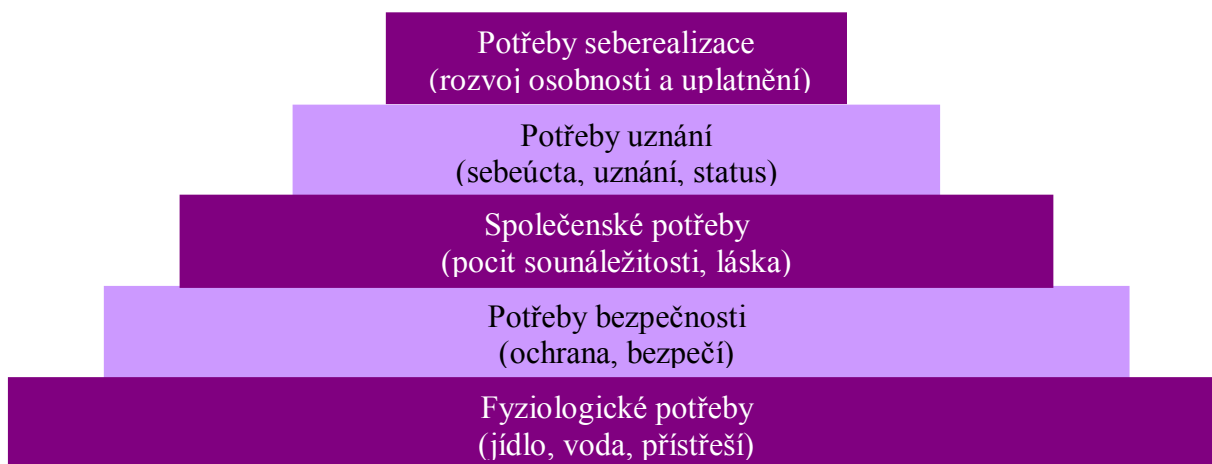 Potřeby seberealizace
(rozvoj osobnosti a uplatnění)
Potřeby uznání
(sebeúcta, uznání, status)
Společenské potřeby
(pocit sounáležitosti, láska)
Potřeby bezpečnosti
(ochrana, bezpečí)
Fyziologické potřeby
(jídlo, voda, přístřeší)